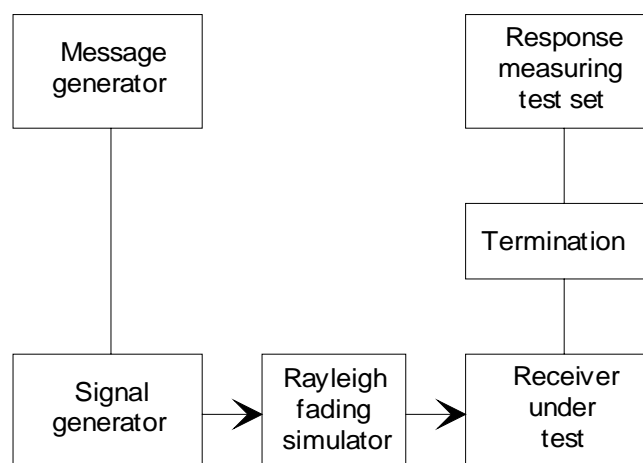 Message
generator
Response
measuring
test set
Termination
Signal
generator
Rayleigh
fading
simulator
Receiver
under
test